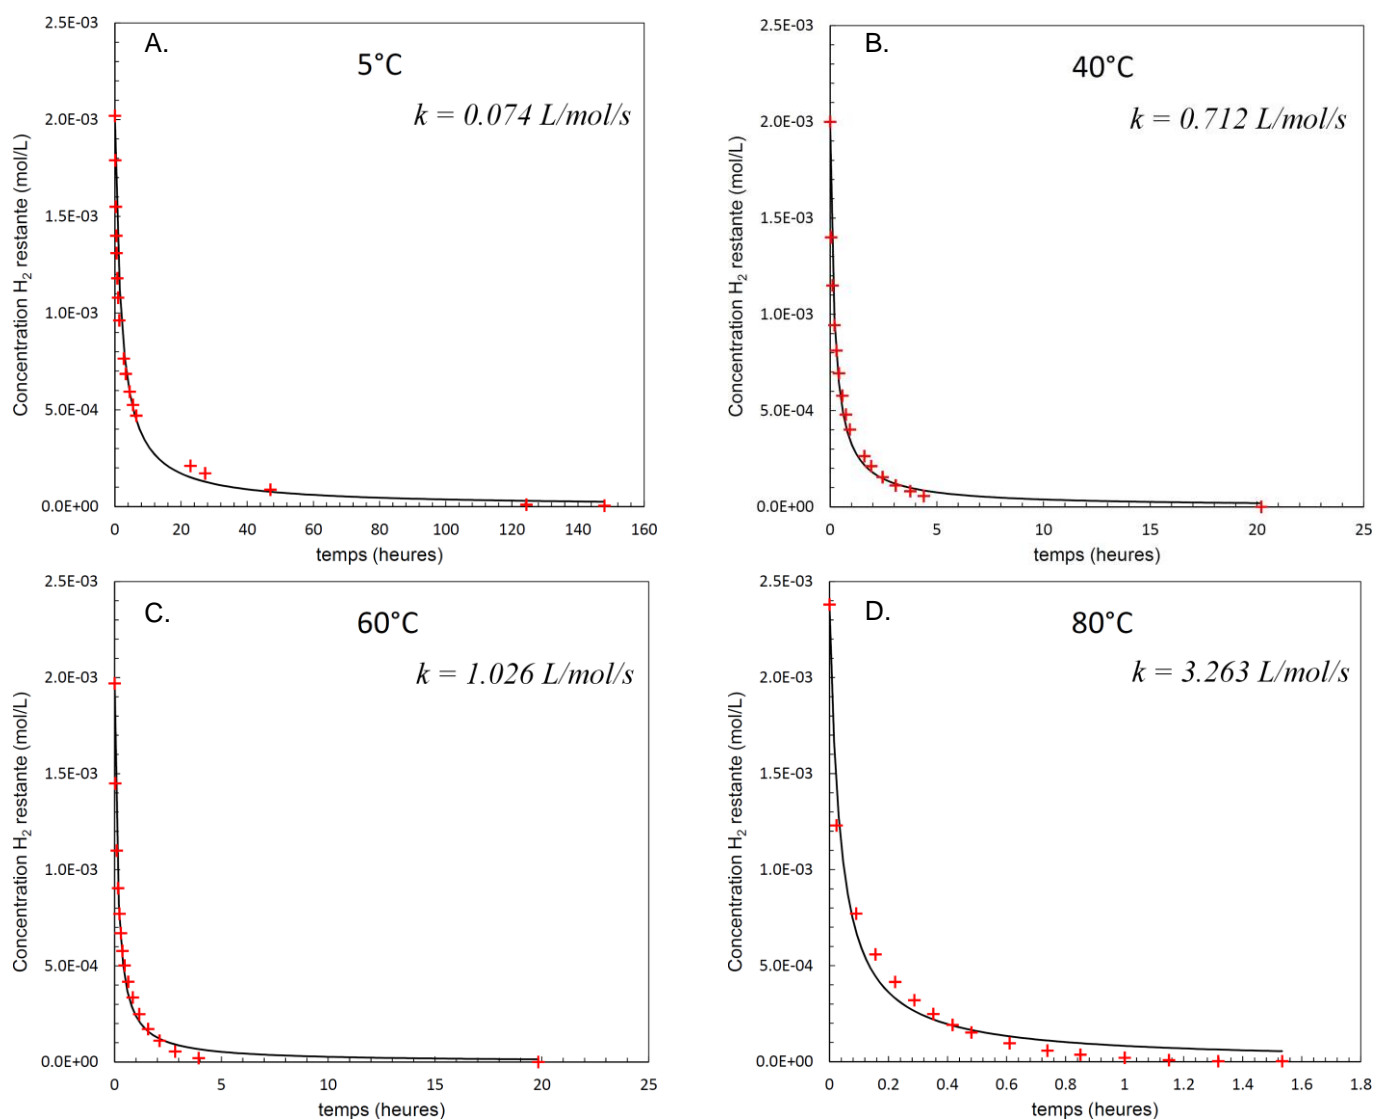 A.
5°C
k = 0.074 L/mol/s
Concentration H₂ restante (mol/L)
2.5E-03
2.0E-03
1.5E-03
1.0E-03
5.0E-04
0.0E+00
0 20 40 60 80 100 120 140 160
temps (heures)
B.
40°C
k = 0.712 L/mol/s
Concentration H₂ restante (mol/L)
2.5E-03
2.0E-03
1.5E-03
1.0E-03
5.0E-04
0.0E+00
0 5 10 15 20 25
temps (heures)
C.
60°C
k = 1.026 L/mol/s
Concentration H₂ restante (mol/L)
2.5E-03
2.0E-03
1.5E-03
1.0E-03
5.0E-04
0.0E+00
0 5 10 15 20 25
temps (heures)
D.
80°C
k = 3.263 L/mol/s
Concentration H₂ restante (mol/L)
2.5E-03
2.0E-03
1.5E-03
1.0E-03
5.0E-04
0.0E+00
0 0.2 0.4 0.6 0.8 1 1.2 1.4 1.6 1.8
temps (heures)